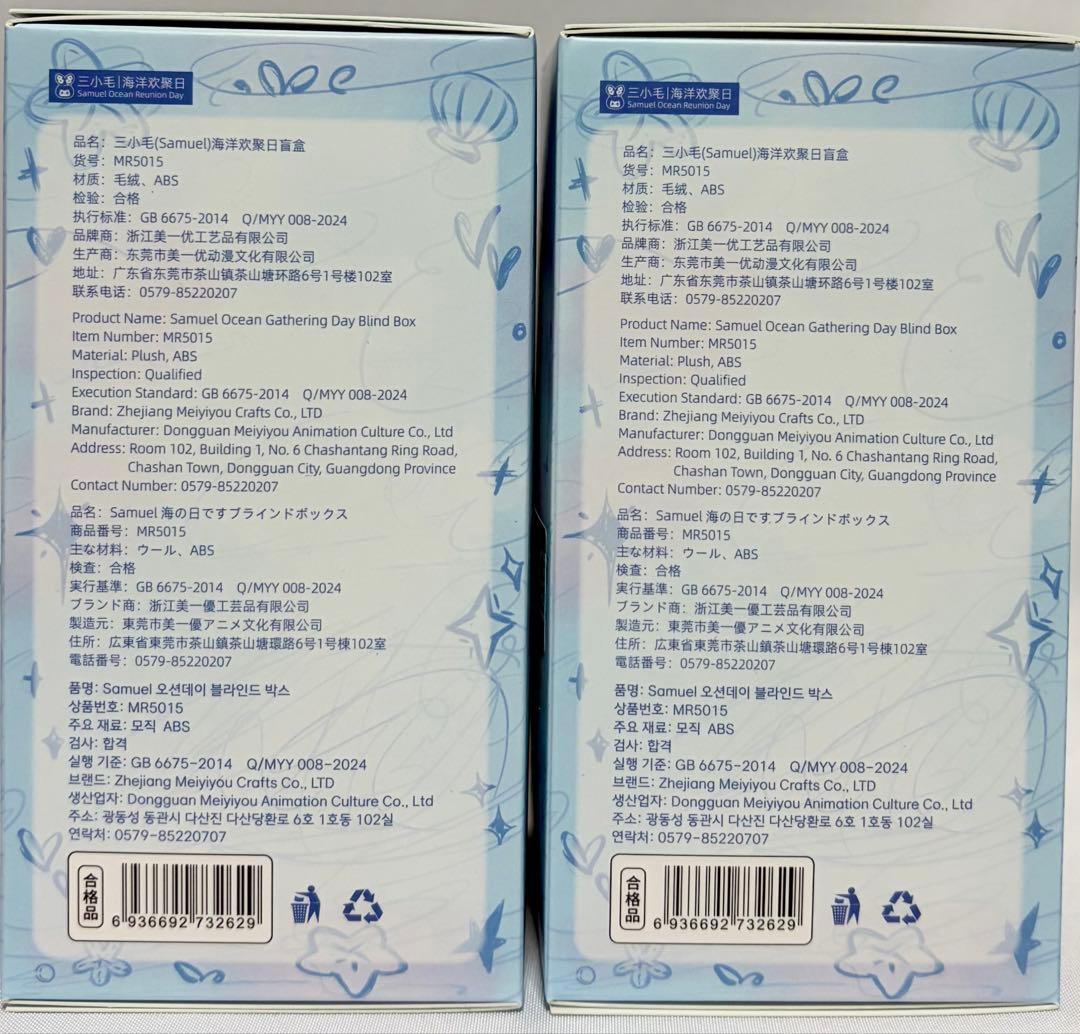 三小毛|海洋欢聚日
Samuel Ocean Reunion Day
品名：三小毛(Samuel)海洋欢聚日盲盒
货号：MR5015
材质：毛绒、ABS
检验：合格
执行标准：GB 6675-2014 Q/MYY 008-2024
品牌商：浙江美一优工艺品有限公司
生产商：东莞市美一优动漫文化有限公司
地址：广东省东莞市茶山镇茶山塘环路6号1号楼102室
联系电话：0579-85220207
Product Name: Samuel Ocean Gathering Day Blind Box
Item Number: MR5015
Material: Plush, ABS
Inspection: Qualified
Execution Standard: GB 6675-2014 Q/MYY 008-2024
Brand: Zhejiang Meiyiyou Crafts Co., LTD
Manufacturer: Dongguan Meiyiyou Animation Culture Co., Ltd
Address: Room 102, Building 1, No. 6 Chashantang Ring Road,
Chashan Town, Dongguan City, Guangdong Province
Contact Number: 0579-85220207
品名：Samuel 海の日ですブラインドボックス
商品番号：MR5015
主な材料：ウール、ABS
検査：合格
実行基準：GB 6675-2014 Q/MYY 008-2024
ブランド商：浙江美一優工芸品有限公司
製造元：東莞市美一優アニメ文化有限公司
住所：広東省東莞市茶山鎮茶山塘環路6号1号棟102室
電話番号：0579-85220207
품명: Samuel 오션데이 블라인드 박스
상품번호: MR5015
주요 재료: 모직 ABS
검사: 합격
실행 기준: GB 6675-2014 Q/MYY 008-2024
브랜드: Zhejiang Meiyiyou Crafts Co., LTD
생산업자: Dongguan Meiyiyou Animation Culture Co., Ltd
주소: 광동성 동관시 다산진 다산당환로 6호 1호동 102실
연락처: 0579-85220707
合格品
6 936692 732629
三小毛|海洋欢聚日
Samuel Ocean Reunion Day
品名：三小毛(Samuel)海洋欢聚日盲盒
货号：MR5015
材质：毛绒、ABS
检验：合格
执行标准：GB 6675-2014 Q/MYY 008-2024
品牌商：浙江美一优工艺品有限公司
生产商：东莞市美一优动漫文化有限公司
地址：广东省东莞市茶山镇茶山塘环路6号1号楼102室
联系电话：0579-85220207
Product Name: Samuel Ocean Gathering Day Blind Box
Item Number: MR5015
Material: Plush, ABS
Inspection: Qualified
Execution Standard: GB 6675-2014 Q/MYY 008-2024
Brand: Zhejiang Meiyiyou Crafts Co., LTD
Manufacturer: Dongguan Meiyiyou Animation Culture Co., Ltd
Address: Room 102, Building 1, No. 6 Chashantang Ring Road,
Chashan Town, Dongguan City, Guangdong Province
Contact Number: 0579-85220207
品名：Samuel 海の日ですブラインドボックス
商品番号：MR5015
主な材料：ウール、ABS
検査：合格
実行基準：GB 6675-2014 Q/MYY 008-2024
ブランド商：浙江美一優工芸品有限公司
製造元：東莞市美一優アニメ文化有限公司
住所：広東省東莞市茶山鎮茶山塘環路6号1号棟102室
電話番号：0579-85220207
품명: Samuel 오션데이 블라인드 박스
상품번호: MR5015
주요 재료: 모직 ABS
검사: 합격
실행 기준: GB 6675-2014 Q/MYY 008-2024
브랜드: Zhejiang Meiyiyou Crafts Co., LTD
생산업자: Dongguan Meiyiyou Animation Culture Co., Ltd
주소: 광동성 동관시 다산진 다산당환로 6호 1호동 102실
연락처: 0579-85220707
合格品
6 936692 732629